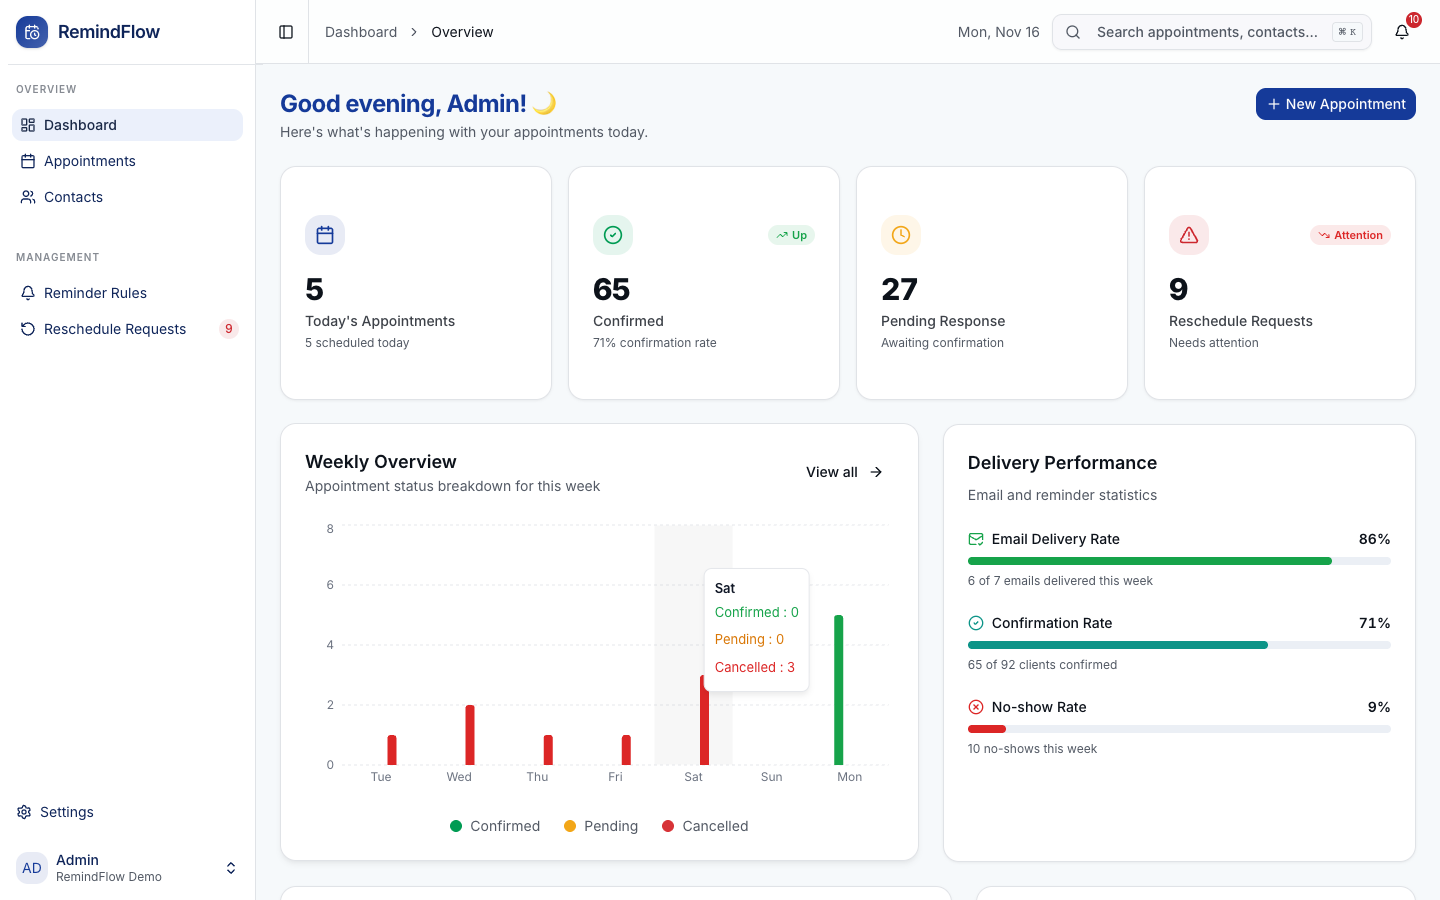 RemindFlow
OVERVIEW
Dashboard
Appointments
Contacts
MANAGEMENT
Reminder Rules
Reschedule Requests 9
Settings
AD
Admin
RemindFlow Demo
Dashboard > Overview
Mon, Nov 16
Search appointments, contacts... ⌘ K
10
Good evening, Admin! 🌙
Here's what's happening with your appointments today.
+ New Appointment
5
Today's Appointments
5 scheduled today
Up
65
Confirmed
71% confirmation rate
27
Pending Response
Awaiting confirmation
Attention
9
Reschedule Requests
Needs attention
Weekly Overview
Appointment status breakdown for this week
View all →
8
6
4
2
0
Tue Wed Thu Fri Sat Sun Mon
Sat
Confirmed : 0
Pending : 0
Cancelled : 3
Confirmed Pending Cancelled
Delivery Performance
Email and reminder statistics
Email Delivery Rate 86%
6 of 7 emails delivered this week
Confirmation Rate 71%
65 of 92 clients confirmed
No-show Rate 9%
10 no-shows this week